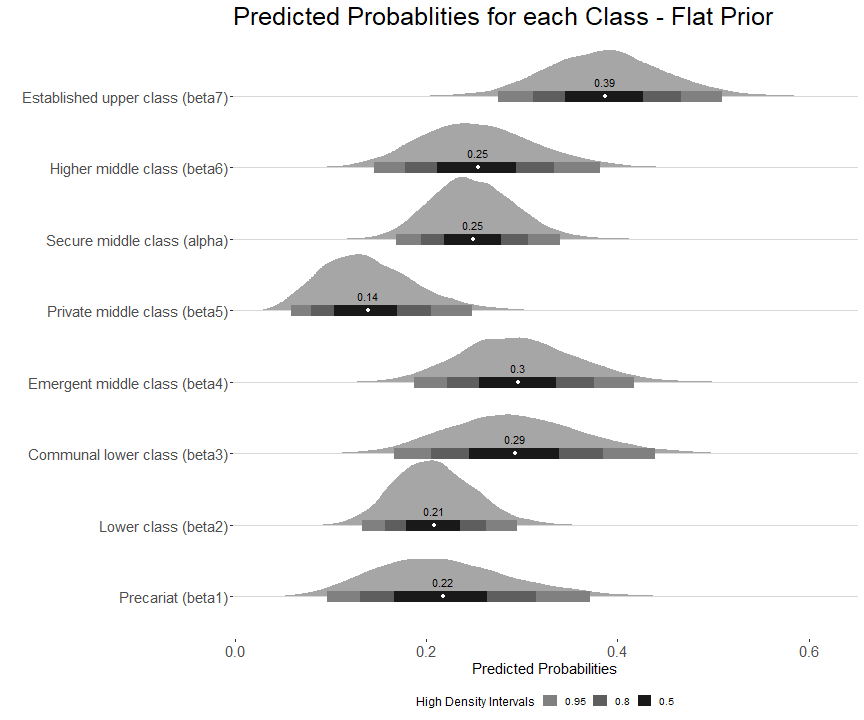 Predicted Probablities for each Class - Flat Prior
Established upper class (beta7)
0.39
Higher middle class (beta6)
0.25
Secure middle class (alpha)
0.25
Private middle class (beta5)
0.14
Emergent middle class (beta4)
0.3
Communal lower class (beta3)
0.29
Lower class (beta2)
0.21
Precariat (beta1)
0.22
0.0 0.2 0.4 0.6
Predicted Probabilities
High Density Intervals 0.95 0.8 0.5